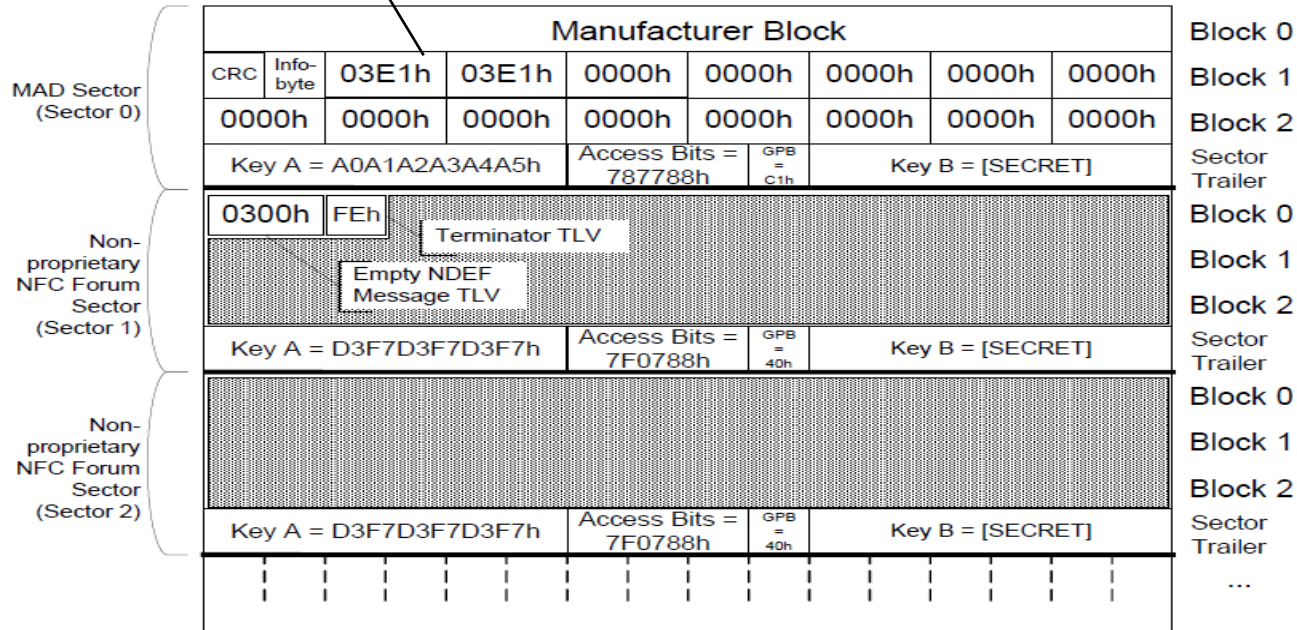 Manufacturer Block
Block 0
MAD Sector
(Sector 0)
CRC
Info-
byte
03E1h
03E1h
0000h
0000h
0000h
0000h
0000h
Block 1
0000h
0000h
0000h
0000h
0000h
0000h
0000h
0000h
Block 2
Key A = A0A1A2A3A4A5h
Access Bits =
787788h
GPB
=
C1h
Key B = [SECRET]
Sector
Trailer
Non-
proprietary
NFC Forum
Sector
(Sector 1)
0300h
FEh
Terminator TLV
Empty NDEF
Message TLV
Block 0
Block 1
Block 2
Key A = D3F7D3F7D3F7h
Access Bits =
7F0788h
GPB
=
40h
Key B = [SECRET]
Sector
Trailer
Non-
proprietary
NFC Forum
Sector
(Sector 2)
Block 0
Block 1
Block 2
Key A = D3F7D3F7D3F7h
Access Bits =
7F0788h
GPB
=
40h
Key B = [SECRET]
Sector
Trailer
...